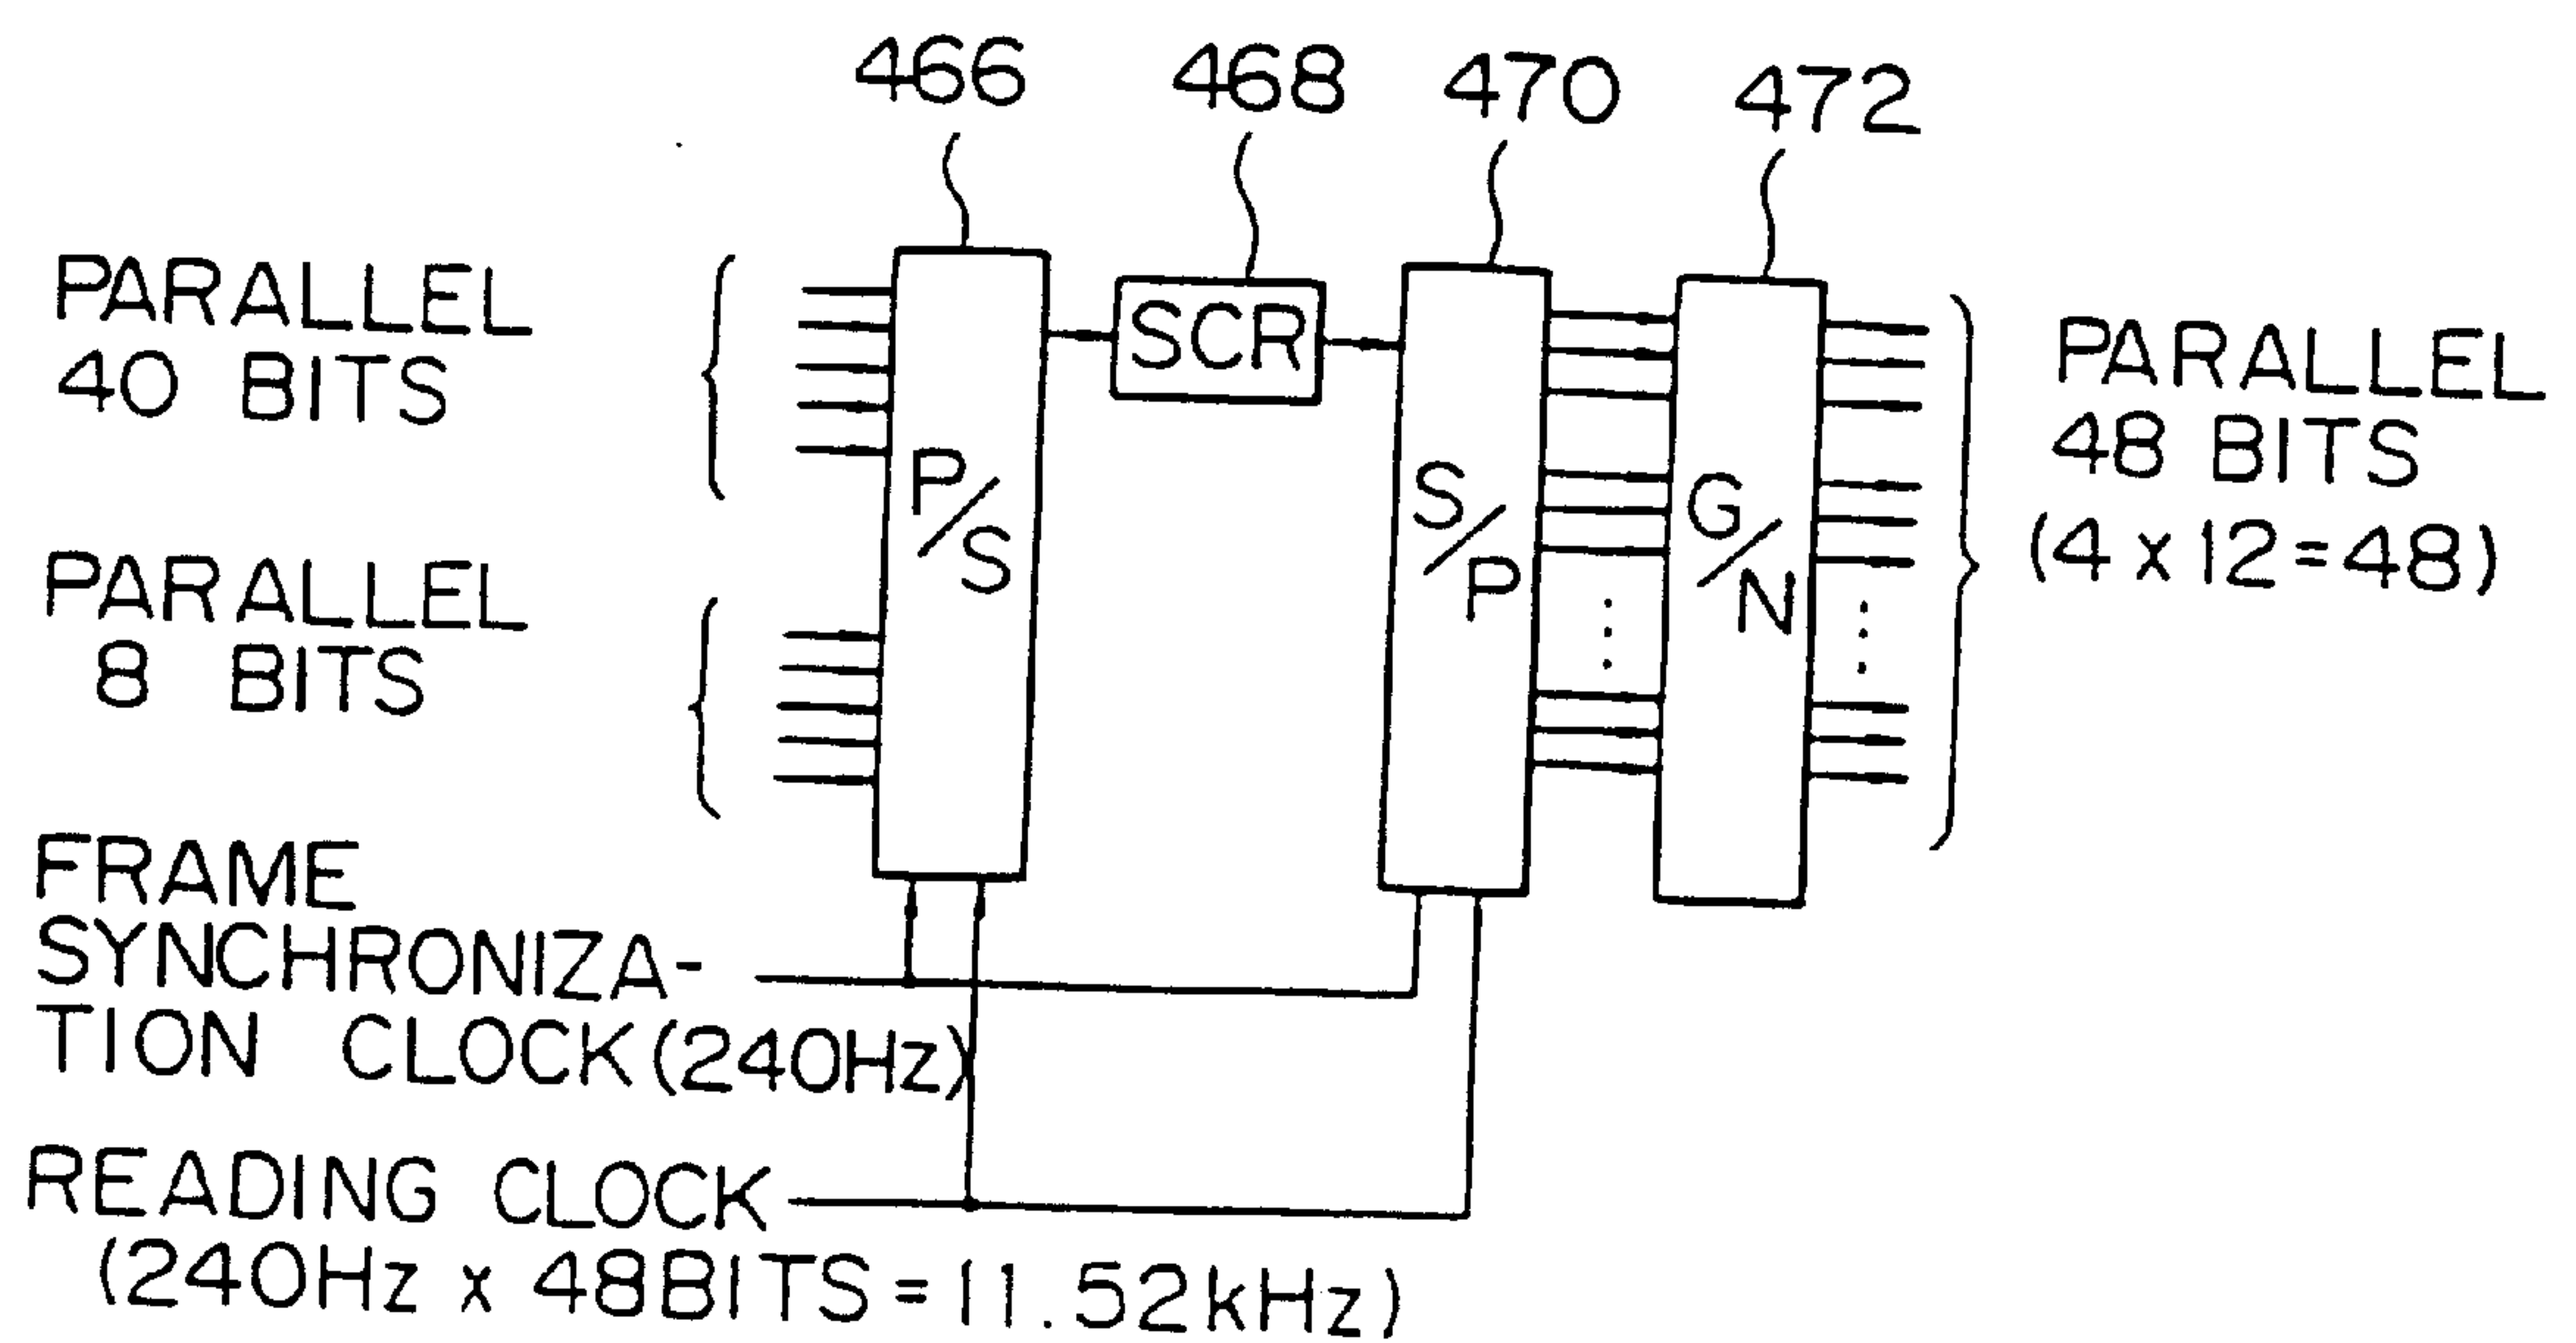 466
468
470
472
PARALLEL
40 BITS
PARALLEL
8 BITS
P/S
SCR
S/P
G/N
PARALLEL
48 BITS
(4 x 12 = 48)
FRAME
SYNCHRONIZA-
TION CLOCK (240Hz)
READING CLOCK
(240Hz x 48BITS = 11.52kHz)